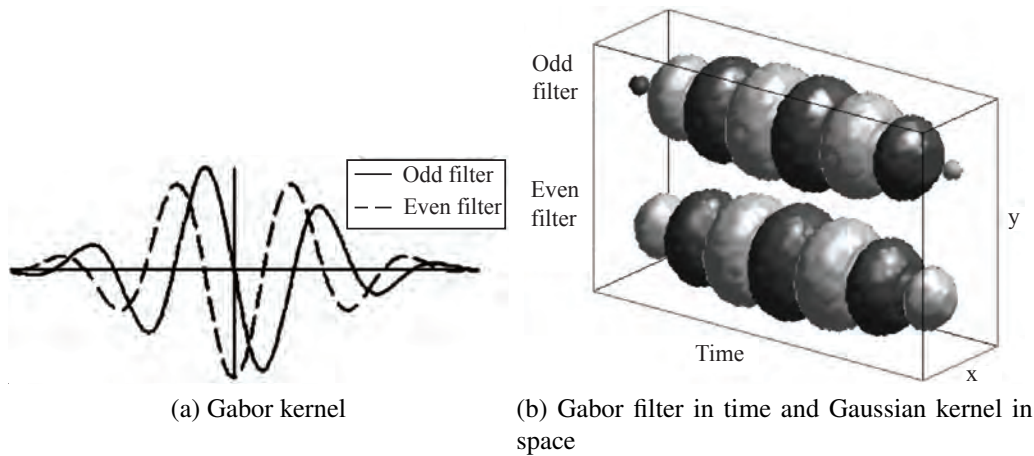 Odd filter
Even filter
(a) Gabor kernel
Odd
filter
Even
filter
Time
x
y
(b) Gabor filter in time and Gaussian kernel in
space